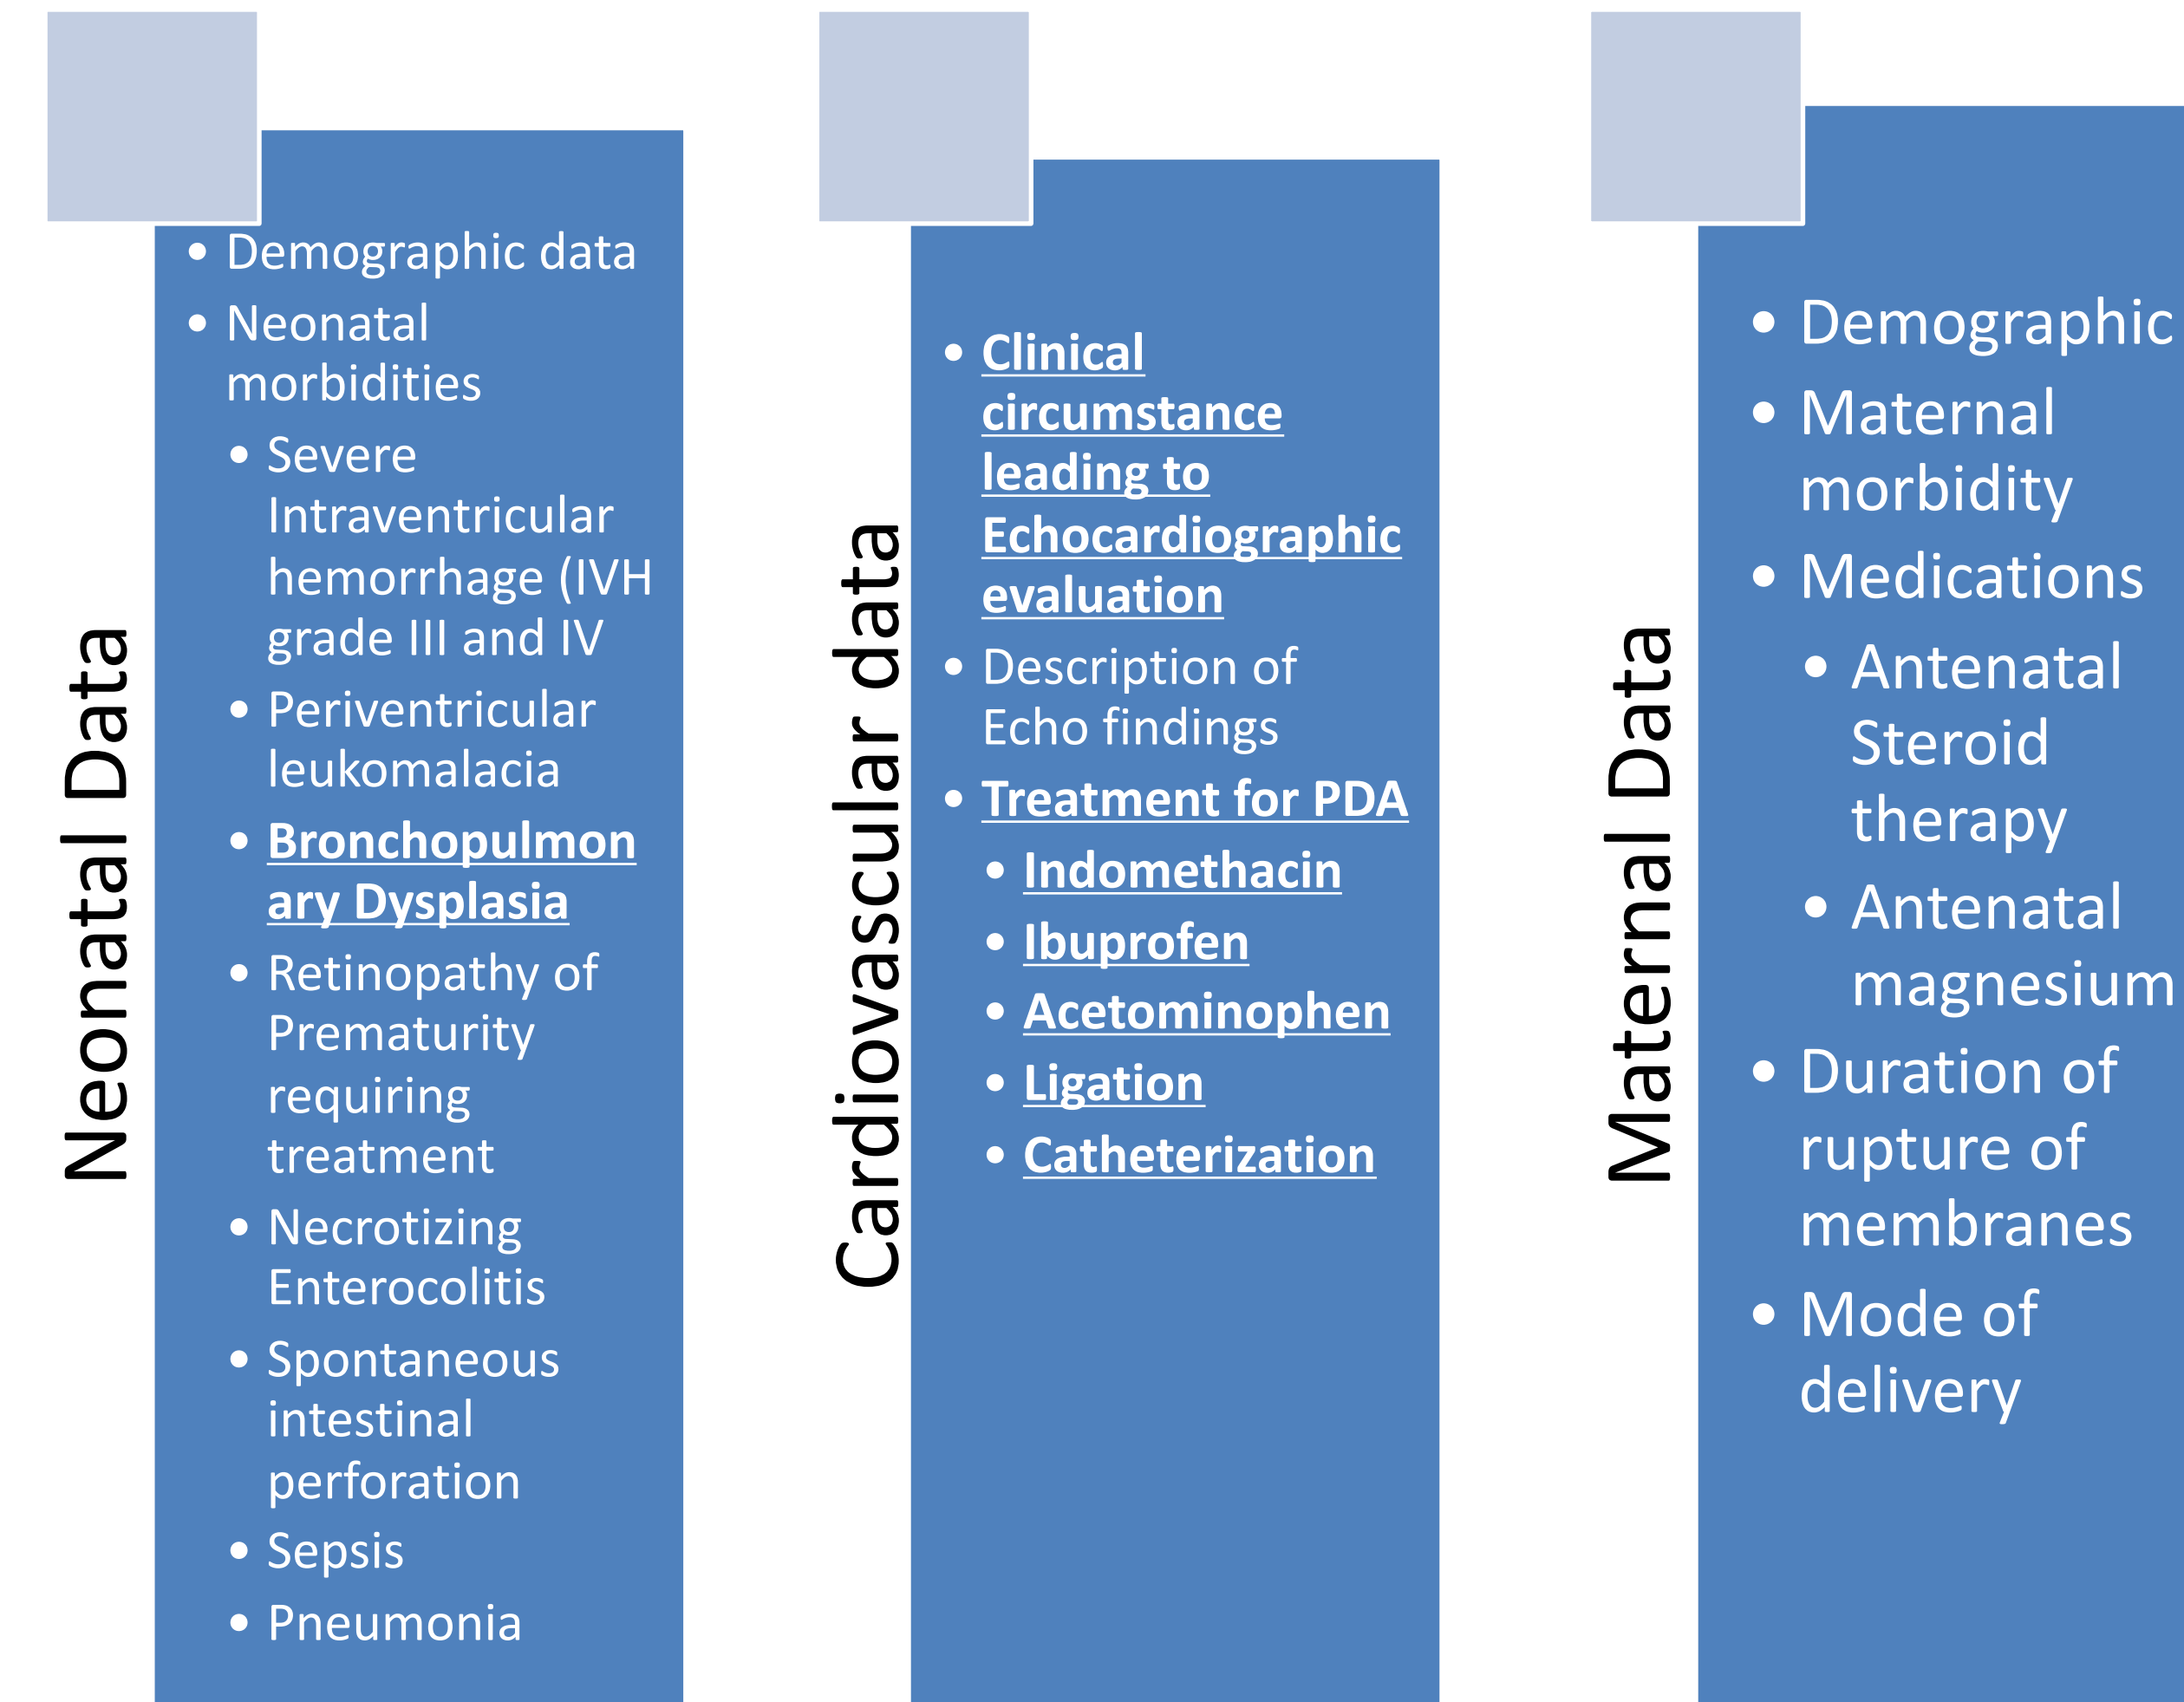 Neonatal Data
• Demographic data
• Neonatal
morbidities
• Severe
Intraventricular
hemorrhage (IVH
grade III and IV
• Periventricular
leukomalacia
• Bronchopulmon
ary Dysplasia
• Retinopathy of
Prematurity
requiring
treatment
• Necrotizing
Enterocolitis
• Spontaneous
intestinal
perforation
• Sepsis
• Pneumonia
Cardiovascular data
• Clinical
circumstance
leading to
Echocardiographic
evaluation
• Description of
Echo findings
• Treatment for PDA
• Indomethacin
• Ibuprofen
• Acetominophen
• Ligation
• Catheterization
Maternal Data
• Demographic
• Maternal
morbidity
• Medications
• Antenatal
Steroid
therapy
• Antenatal
magnesium
• Duration of
rupture of
membranes
• Mode of
delivery